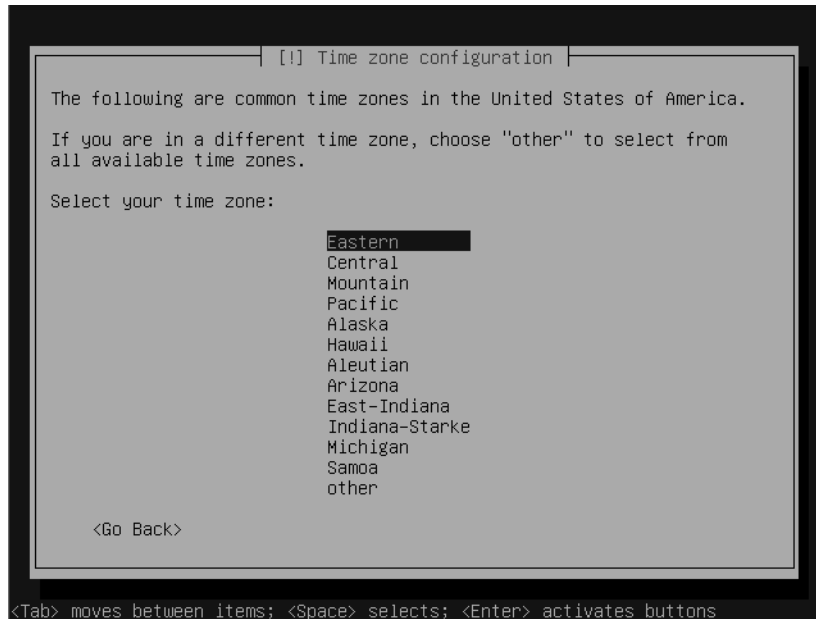 [!] Time zone configuration
The following are common time zones in the United States of America.
If you are in a different time zone, choose "other" to select from
all available time zones.
Select your time zone:
Eastern
Central
Mountain
Pacific
Alaska
Hawaii
Aleutian
Arizona
East-Indiana
Indiana-Starke
Michigan
Samoa
other
<Go Back>
<Tab> moves between items; <Space> selects; <Enter> activates buttons